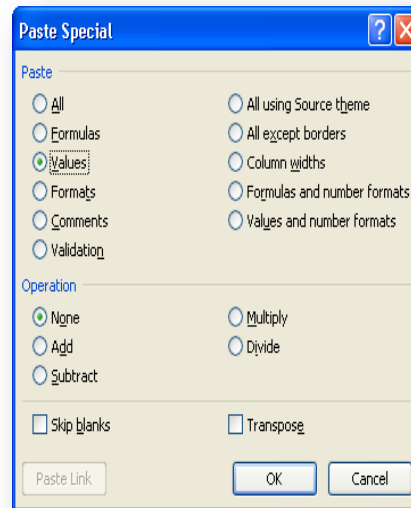 Paste Special
Paste
All
All using Source theme
Formulas
All except borders
Values
Column widths
Formats
Formulas and number formats
Comments
Values and number formats
Validation
Operation
None
Multiply
Add
Divide
Subtract
Skip blanks
Transpose
Paste Link
OK
Cancel